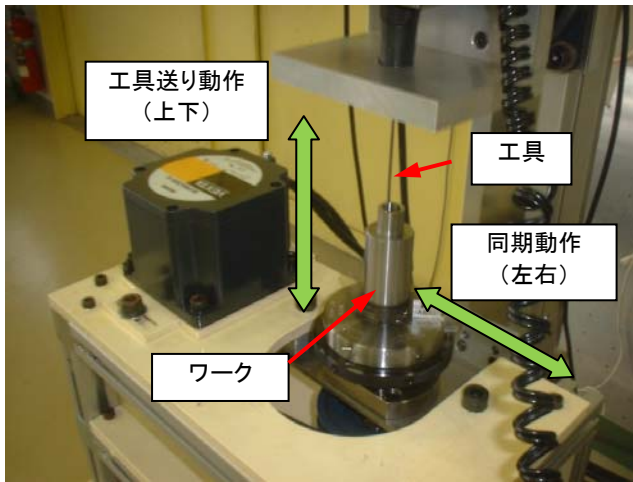 工具送り動作
（上下）
工具
同期動作
（左右）
ワーク